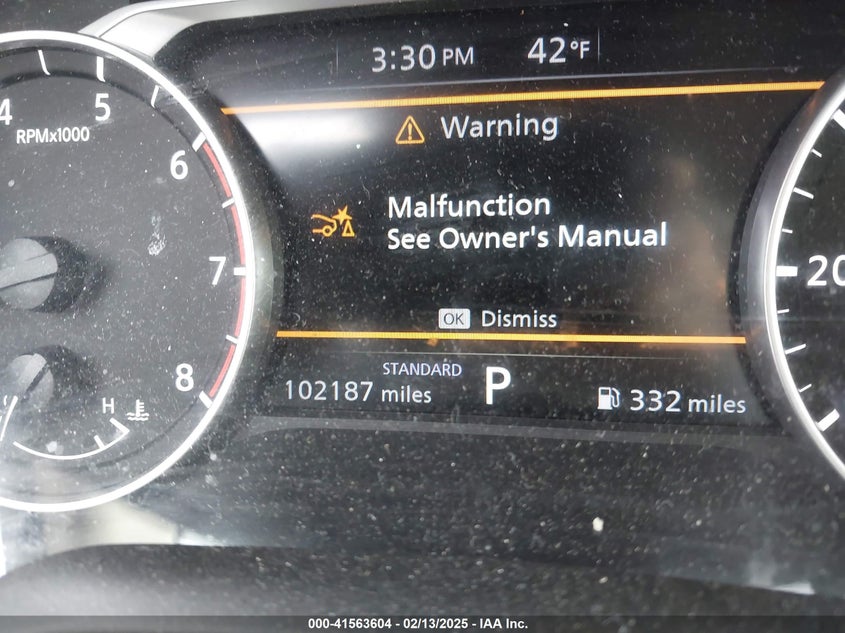 3:30 PM 42°F
4 5 6 7 8
RPMx1000
Warning
Malfunction
See Owner's Manual
OK Dismiss
STANDARD
102187 miles P 332 miles
H
20
000-41563604 - 02/13/2025 - IAA Inc.